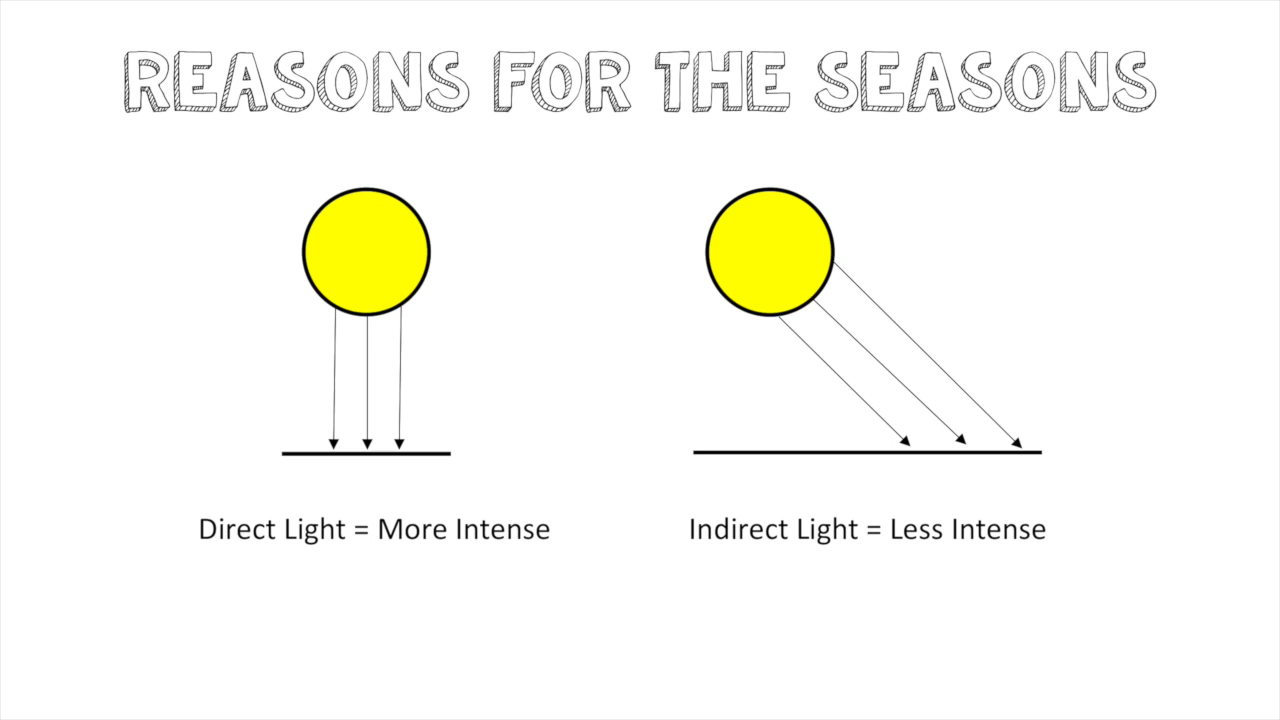 REASONS FOR THE SEASONS
Direct Light = More Intense
Indirect Light = Less Intense